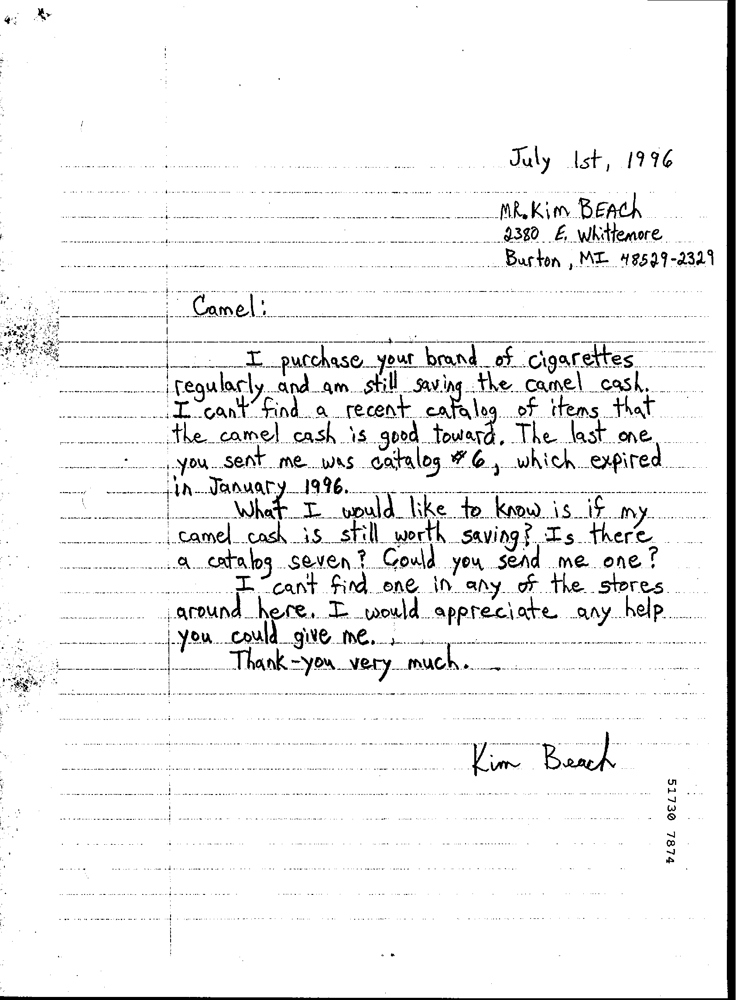 July 1st, 1996
MR. Kim BEACh
2380 E. Whittemore
Burton, MI 48529-2329
Camel:
I purchase your brand of cigarettes
regularly and am still saving the camel cash.
I can't find a recent catalog of items that
the camel cash is good toward. The last one
you sent me was catalog #6, which expired
in January 1996.
What I would like to know is if my
camel cash is still worth saving? Is there
a catalog seven? Could you send me one?
I can't find one in any of the stores
around here. I would appreciate any help
you could give me.
Thank-you very much.
Kim Beach
51730 7874